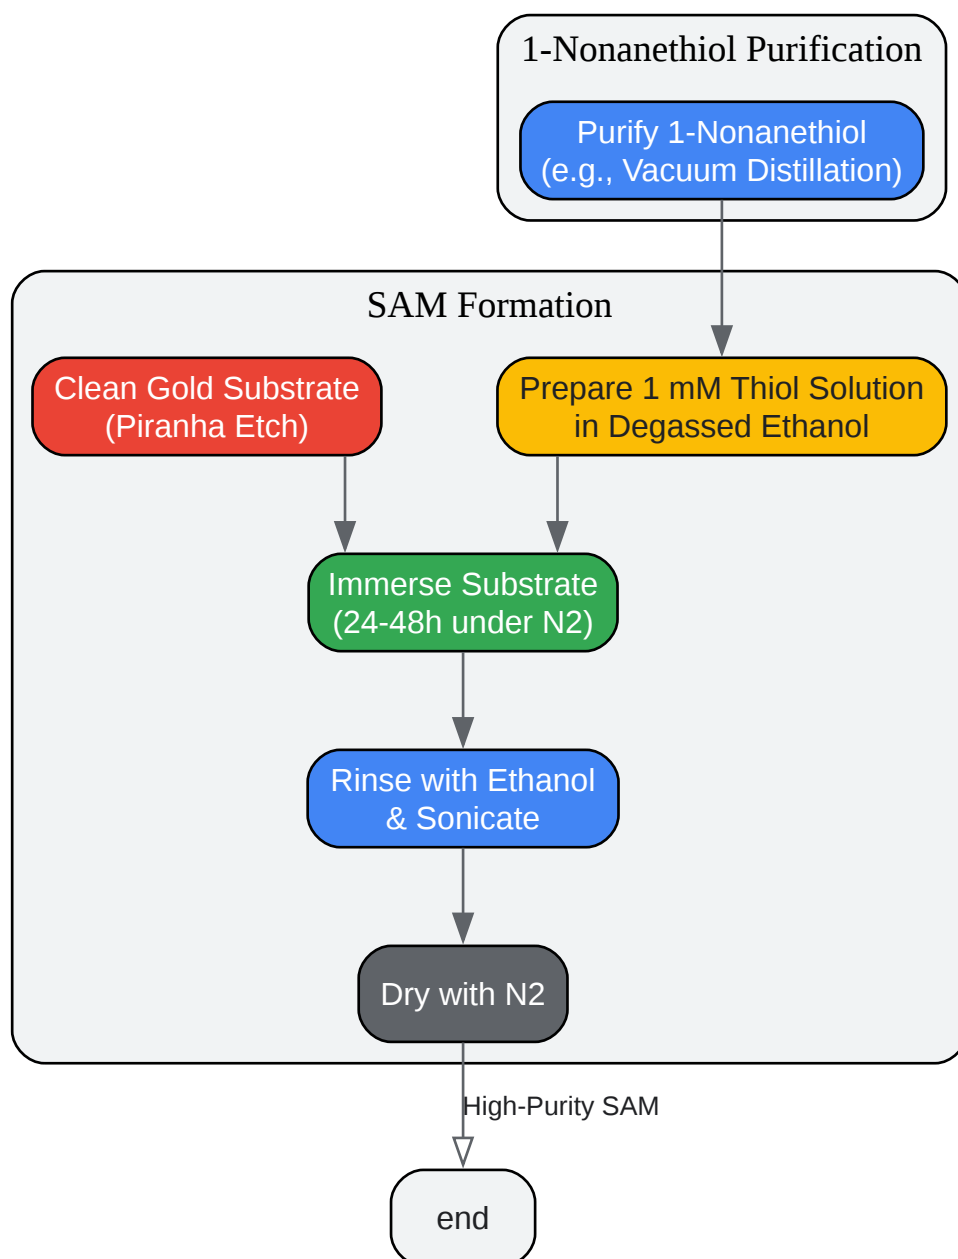 1-Nonanethiol Purification
Purify 1-Nonanethiol
(e.g., Vacuum Distillation)
SAM Formation
Clean Gold Substrate
(Piranha Etch)
Prepare 1 mM Thiol Solution
in Degassed Ethanol
Immerse Substrate
(24-48h under N2)
Rinse with Ethanol
& Sonicate
Dry with N2
High-Purity SAM
end